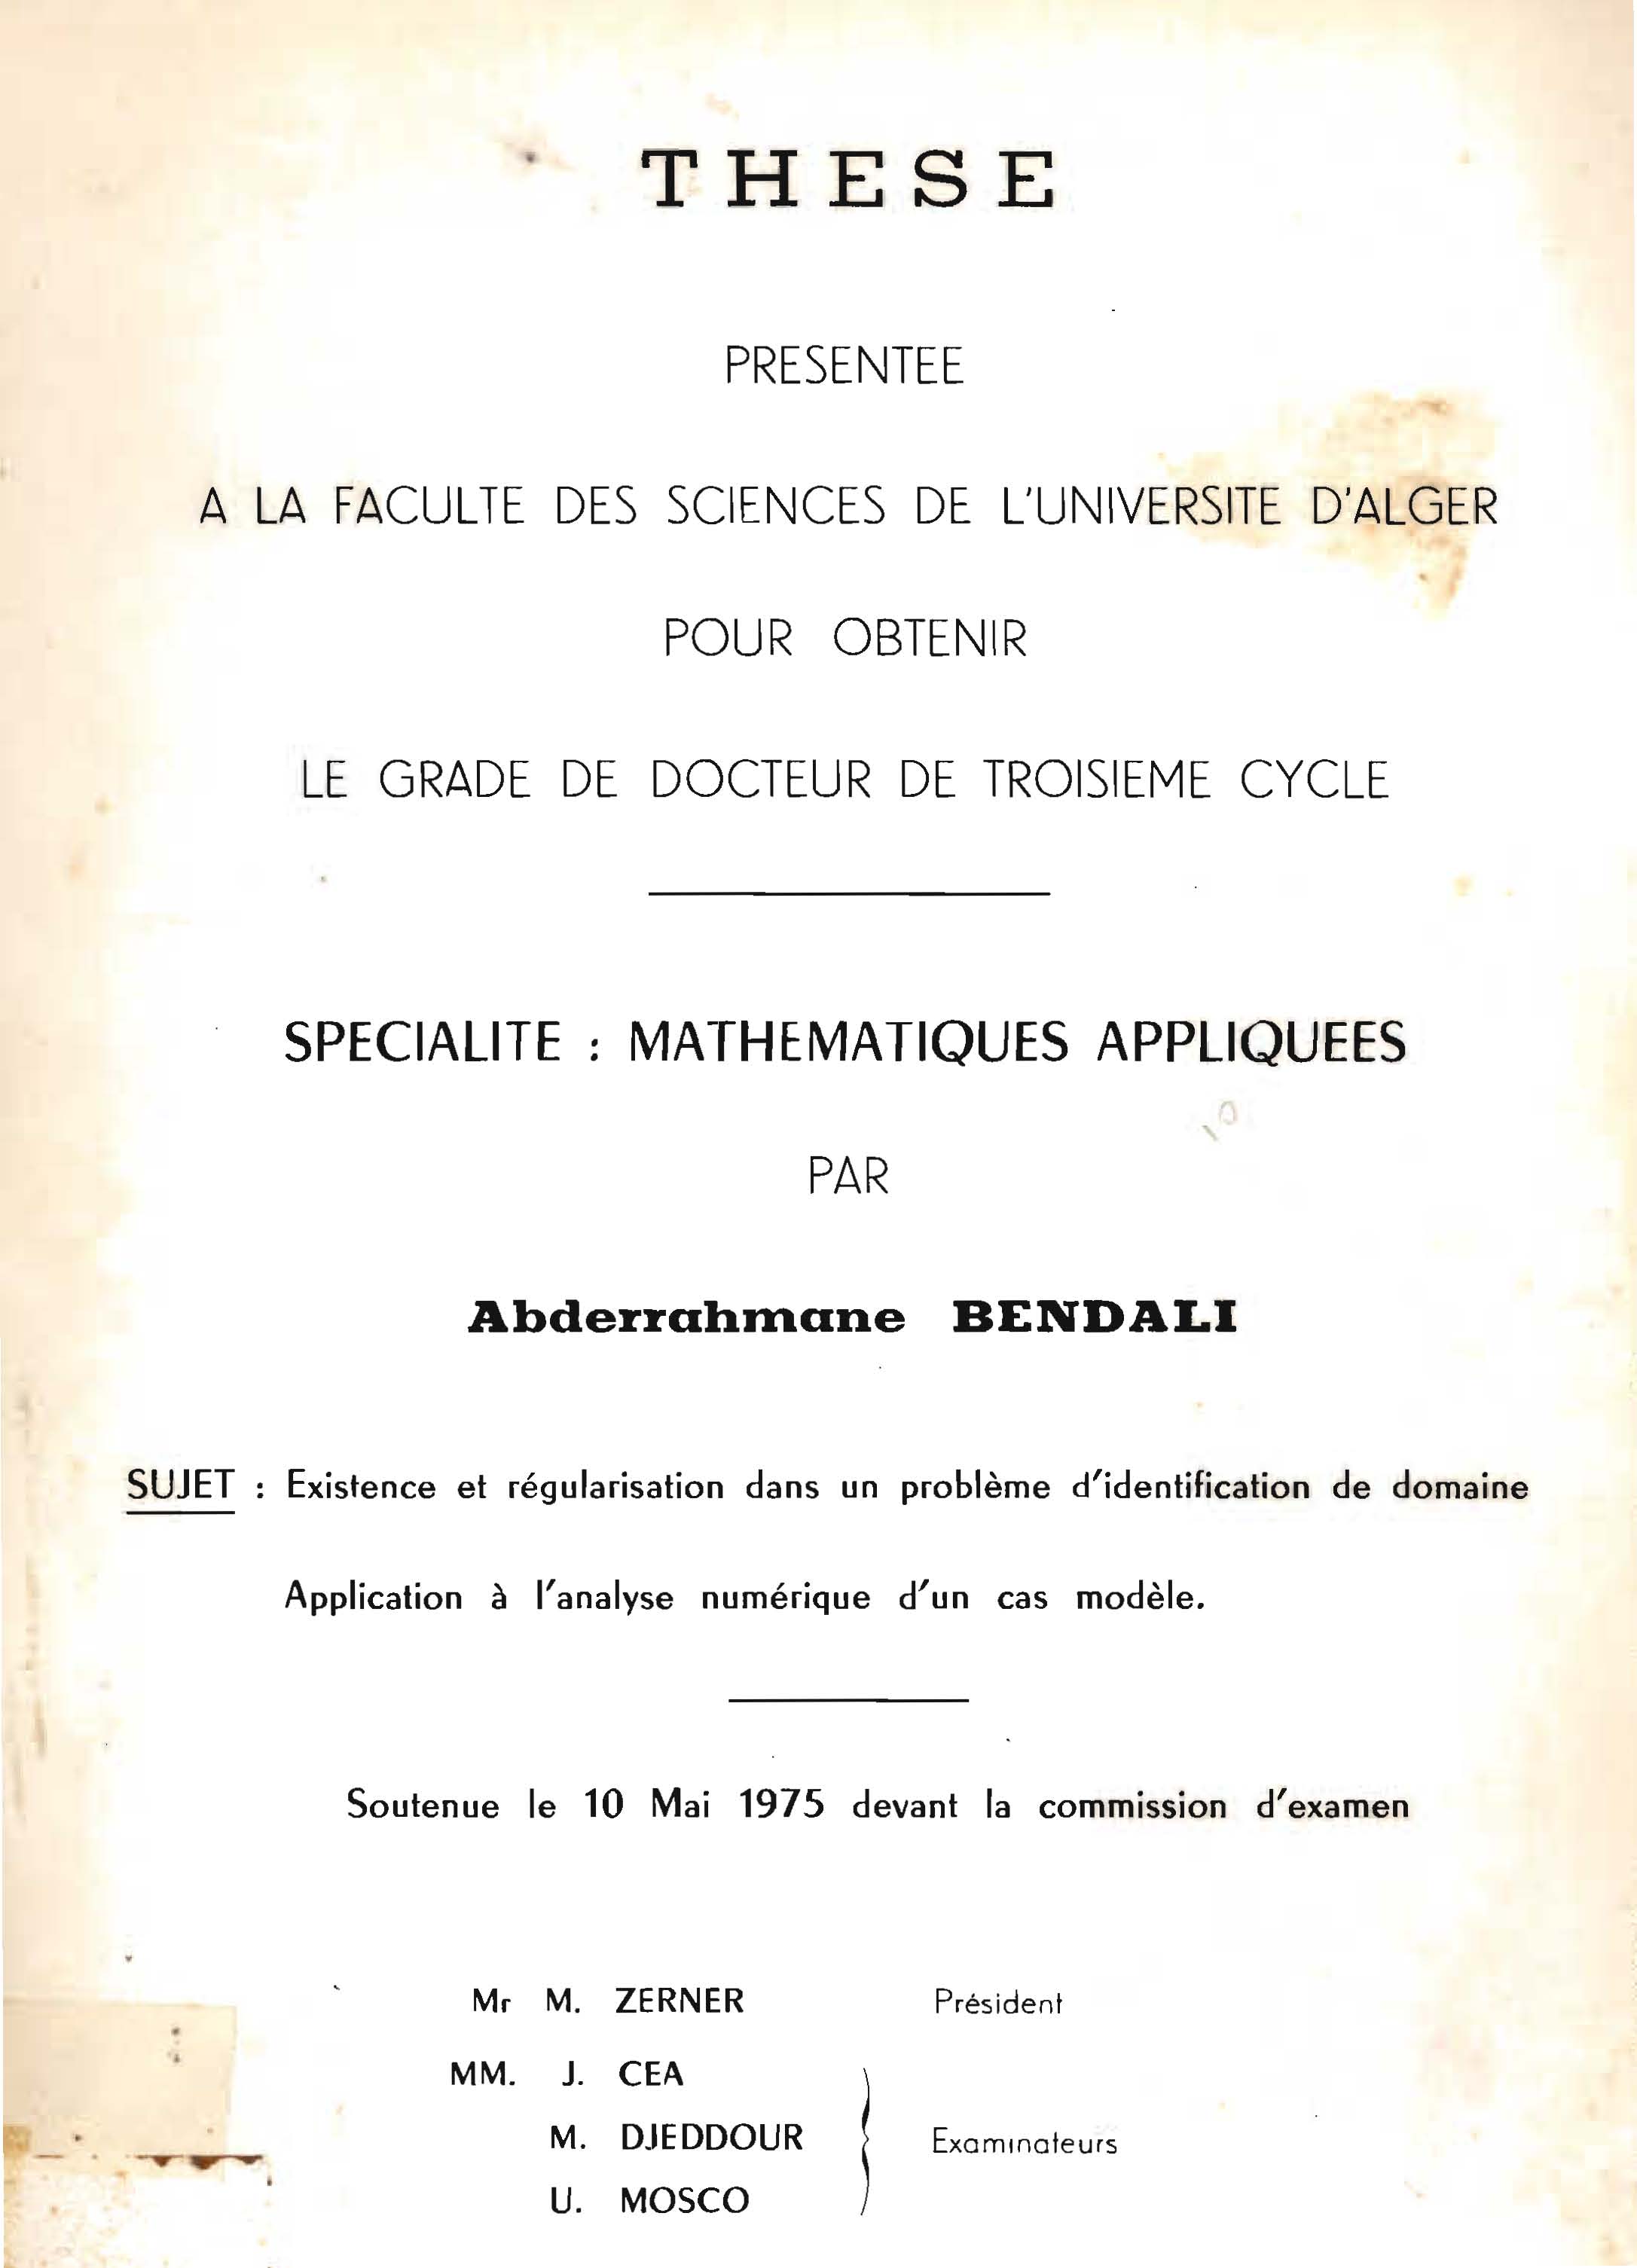 THESE
PRESENTEE
A LA FACULTE DES SCIENCES DE L'UNIVERSITE D'ALGER
POUR OBTENIR
LE GRADE DE DOCTEUR DE TROISIEME CYCLE
SPECIALITE : MATHEMATIQUES APPLIQUEES
PAR
Abderrahmane BENDALI
SUJET : Existence et régularisation dans un problème d'identification de domaine
Application à l'analyse numérique d'un cas modèle.
Soutenue le 10 Mai 1975 devant la commission d'examen
Mr M. ZERNER Président
MM. J. CEA
M. DJEDDOUR Examinateurs
U. MOSCO